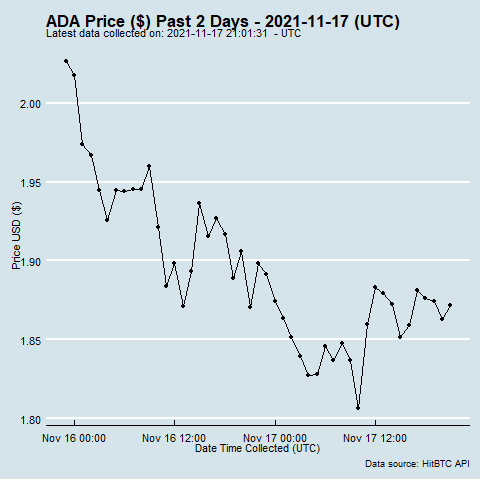 ADA Price ($) Past 2 Days - 2021-11-17 (UTC)
Latest data collected on: 2021-11-17 21:01:31 - UTC
Price USD ($)
2.00
1.95
1.90
1.85
1.80
Nov 16 00:00 Nov 16 12:00 Nov 17 00:00 Nov 17 12:00
Date Time Collected (UTC)
Data source: HitBTC API